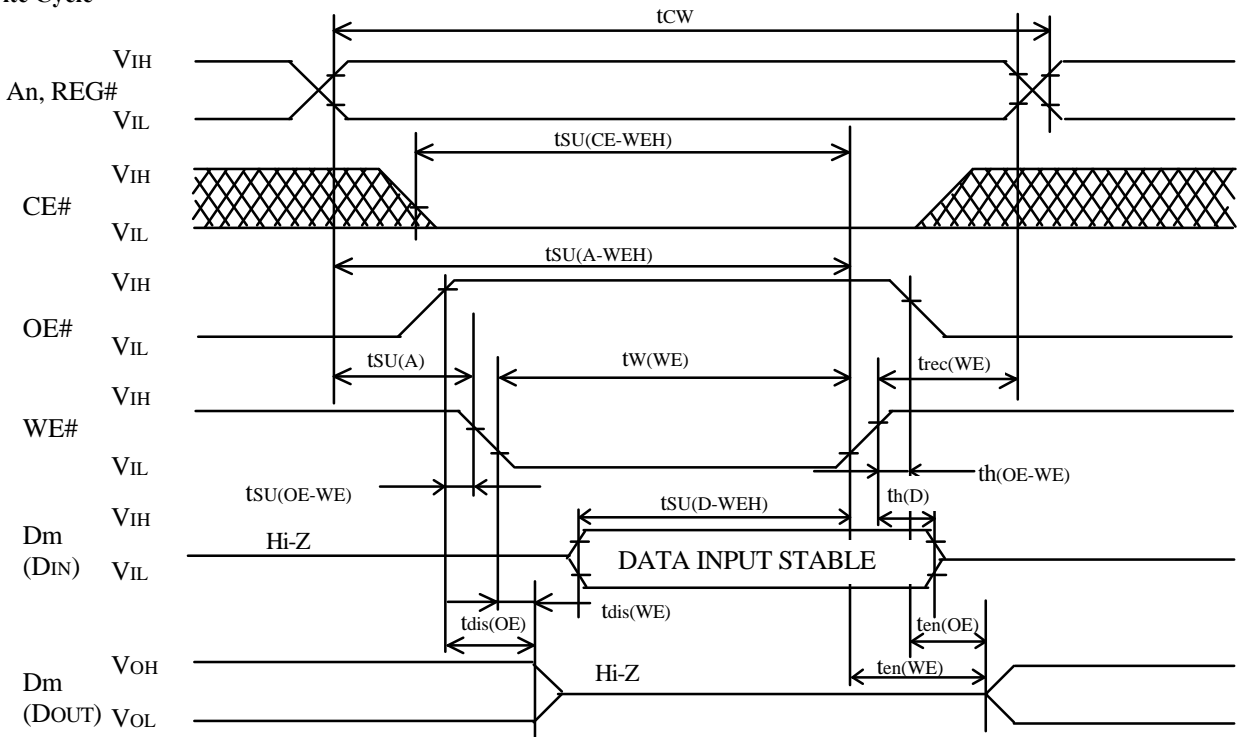 tCW
VIH
An, REG#
VIL
tSU(CE-WEH)
VIH
CE#
VIL
tSU(A-WEH)
VIH
OE#
VIL
tSU(A)
tW(WE)
trec(WE)
VIH
WE#
VIL
tSU(OE-WE)
th(OE-WE)
tSU(D-WEH)
th(D)
VIH
Dm
(DIN)
Hi-Z
DATA INPUT STABLE
VIL
tdis(OE)
tdis(WE)
ten(OE)
VOH
Dm
(DOUT)
Hi-Z
ten(WE)
VOL